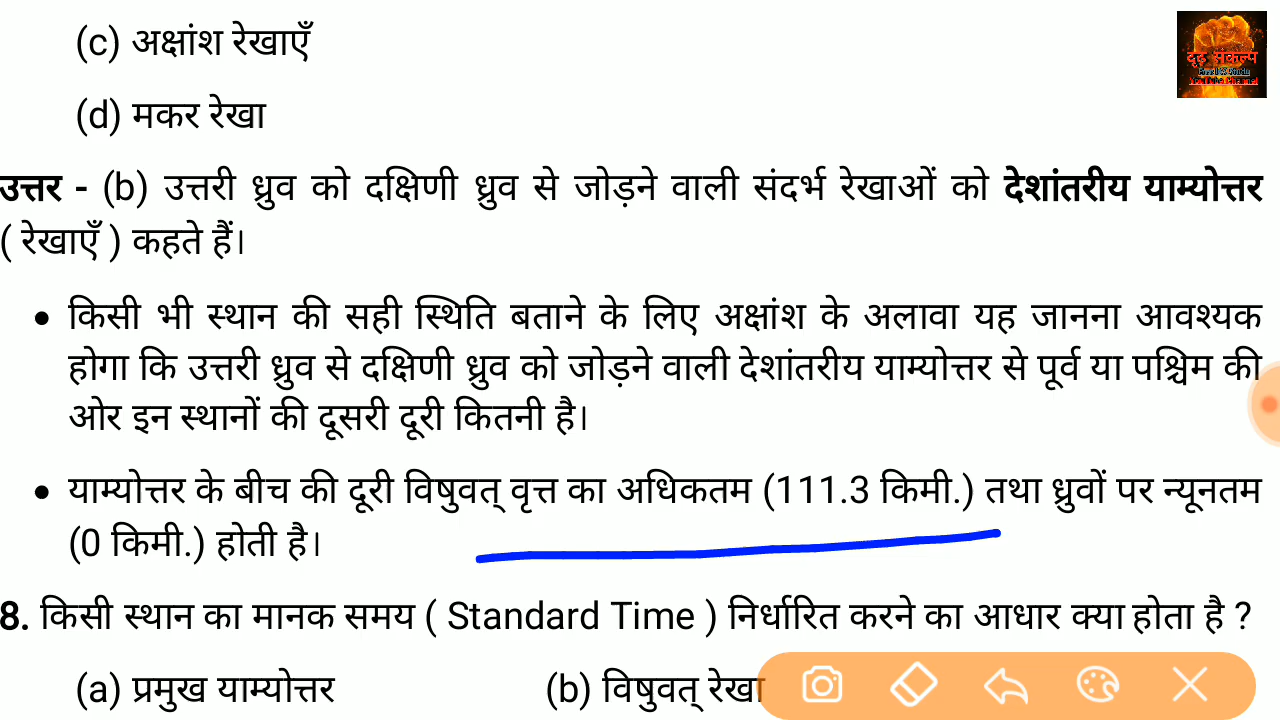 (c) अक्षांश रेखाएँ
दृढ़ संकल्प
(d) मकर रेखा
उत्तर - (b) उत्तरी ध्रुव को दक्षिणी ध्रुव से जोड़ने वाली संदर्भ रेखाओं को देशांतरीय याम्योत्तर
( रेखाएँ ) कहते हैं।
• किसी भी स्थान की सही स्थिति बताने के लिए अक्षांश के अलावा यह जानना आवश्यक
होगा कि उत्तरी ध्रुव से दक्षिणी ध्रुव को जोड़ने वाली देशांतरीय याम्योत्तर से पूर्व या पश्चिम की
ओर इन स्थानों की दूसरी दूरी कितनी है।
• याम्योत्तर के बीच की दूरी विषुवत् वृत्त का अधिकतम (111.3 किमी.) तथा ध्रुवों पर न्यूनतम
(0 किमी.) होती है।
8. किसी स्थान का मानक समय ( Standard Time ) निर्धारित करने का आधार क्या होता है ?
(a) प्रमुख याम्योत्तर (b) विषुवत् रेखा